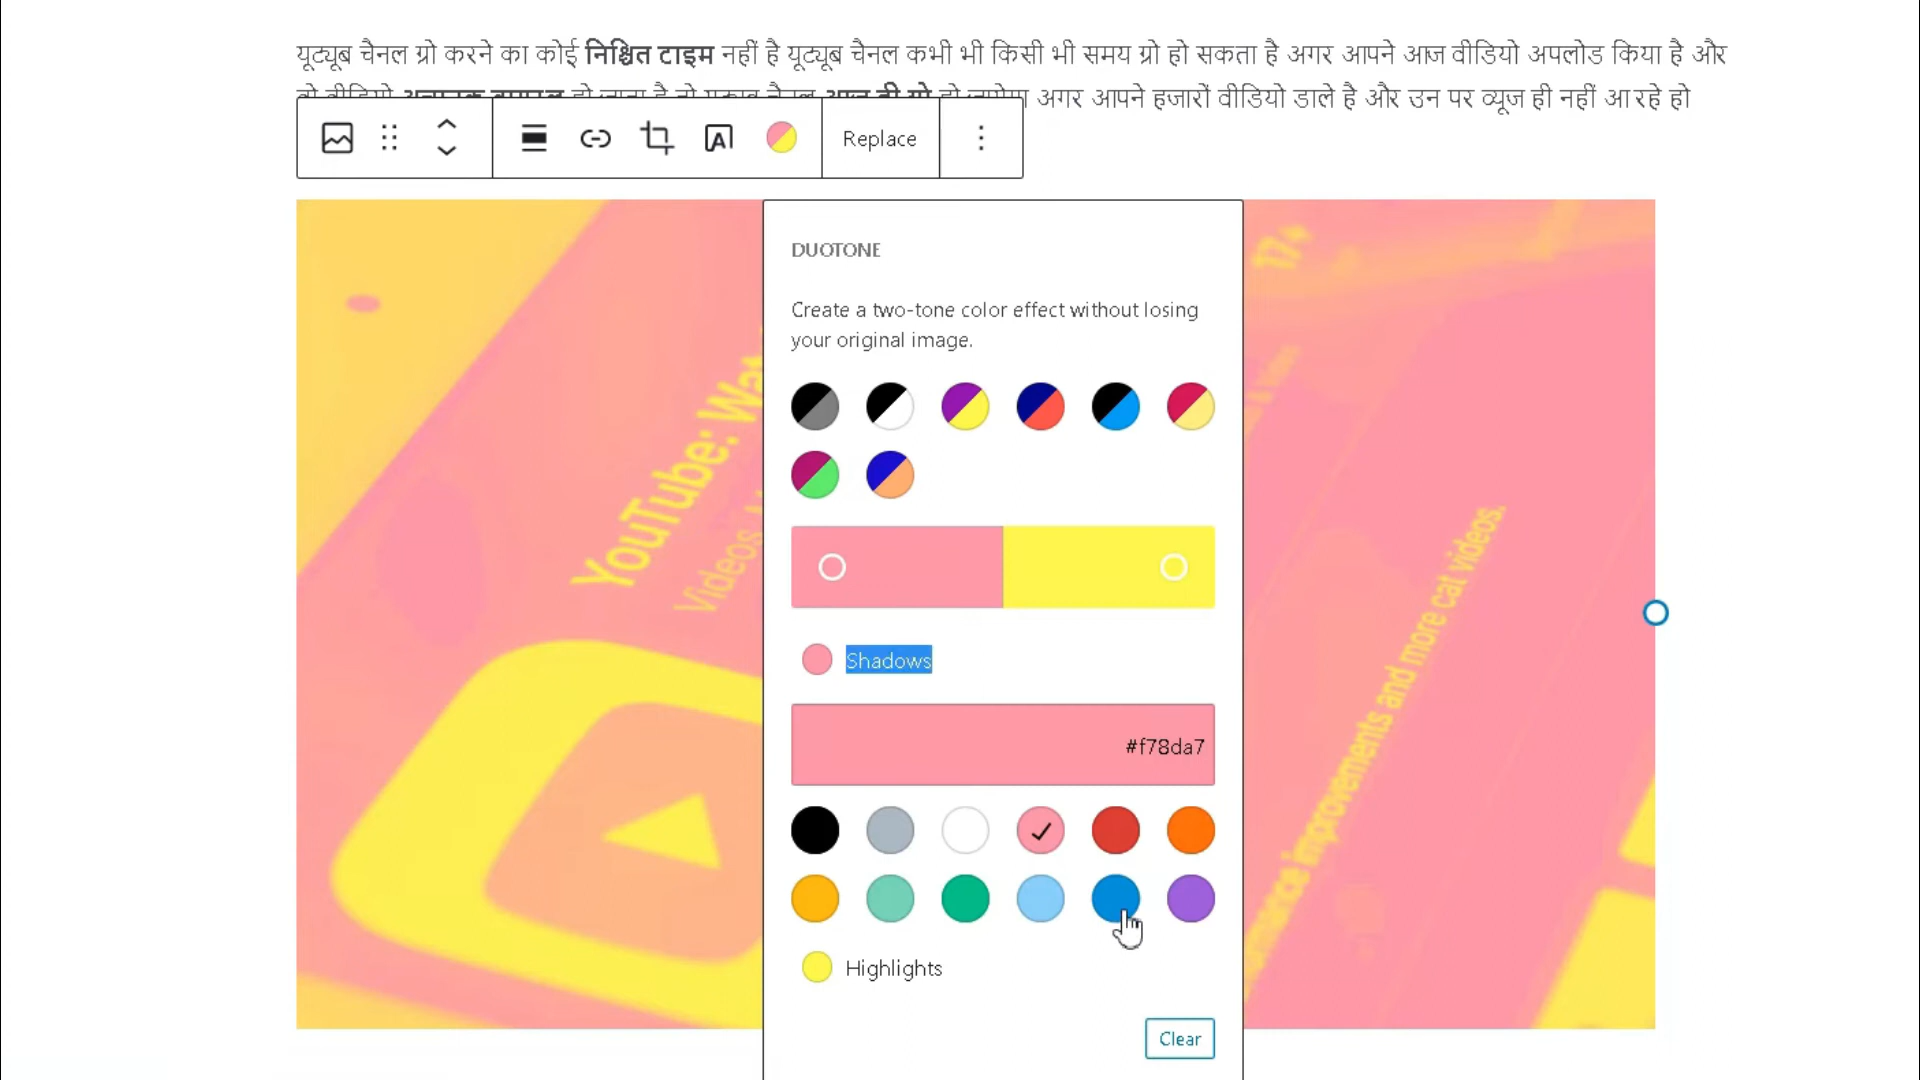 यूट्यूब चैनल ग्रो करने का कोई निश्चित टाइम नहीं है यूट्यूब चैनल कभी भी किसी भी समय ग्रो हो सकता है अगर आपने आज वीडियो अपलोड किया है और
अगर आपने हजारों वीडियो डाले है और उन पर व्यूज ही नहीं आ रहे हो
Replace
DUOTONE
Create a two-tone color effect without losing
your original image.
17+
YouTube:
Videos,
improvements and more cat videos.
Shadows
#f78da7
Highlights
Clear